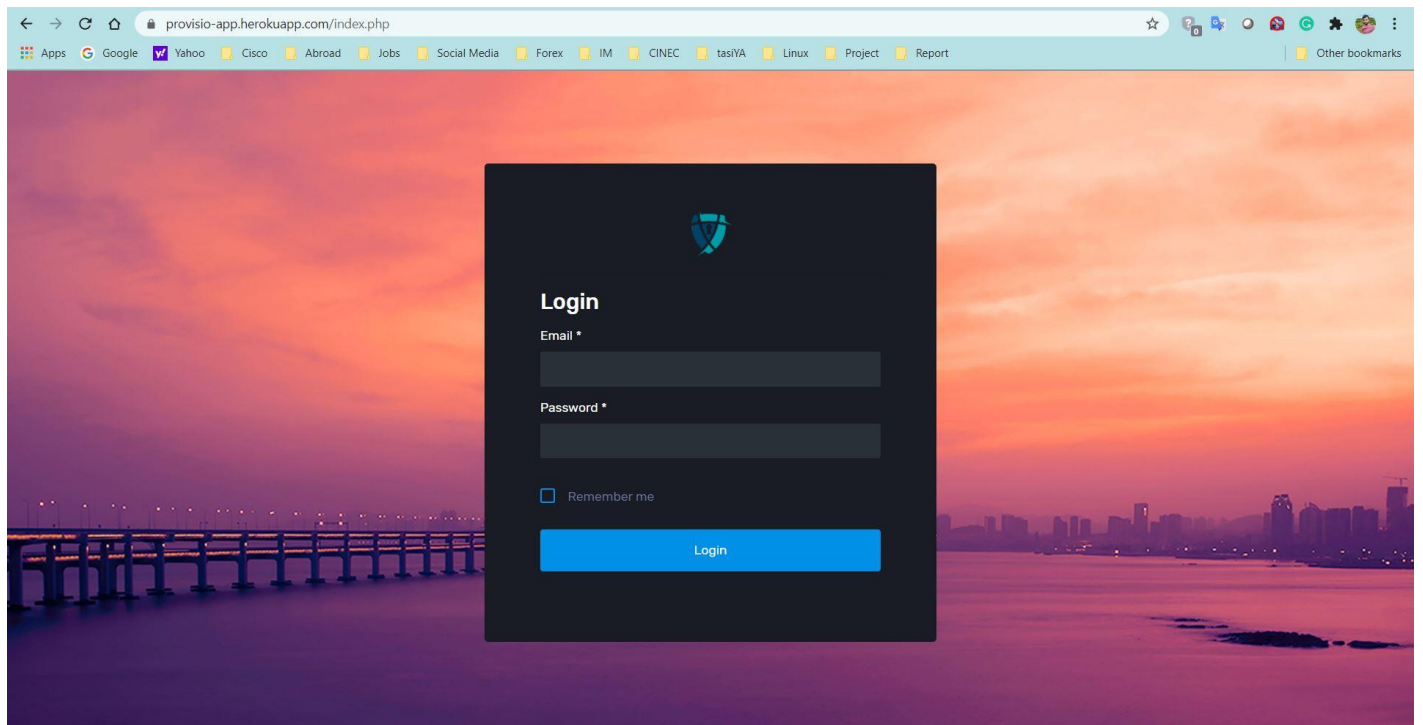 provisio-app.herokuapp.com/index.php
Apps Google Yahoo Cisco Abroad Jobs Social Media Forex IM CINEC tasiYA Linux Project Report Other bookmarks
Login
Email *
Password *
Remember me
Login